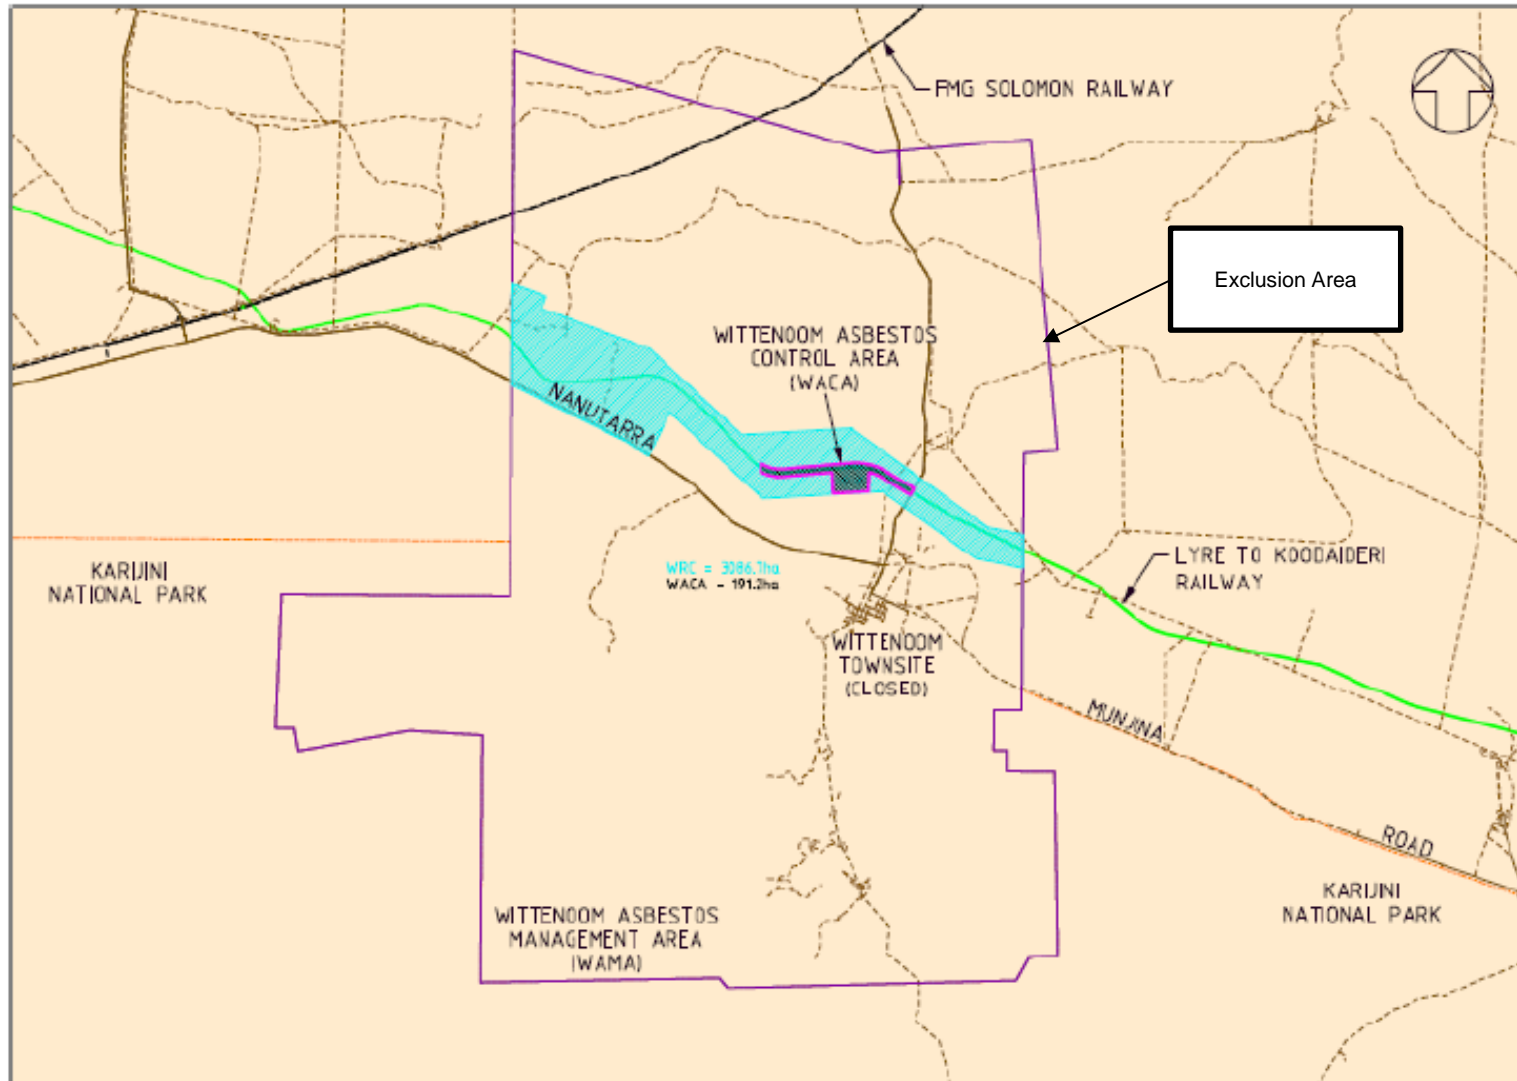 FMG SOLOMON RAILWAY
Exclusion Area
WITTENOOM ASBESTOS
CONTROL AREA
(WACA)
NANUTARRA
LYRE TO KOODAIDERI
RAILWAY
KARIJINI
NATIONAL PARK
WRC = 3086.7ha
WACA - 191.2ha
WITTENOOM
TOWNSITE
(CLOSED)
MUNJINA
ROAD
KARIJINI
NATIONAL PARK
WITTENOOM ASBESTOS
MANAGEMENT AREA
(WAMA)